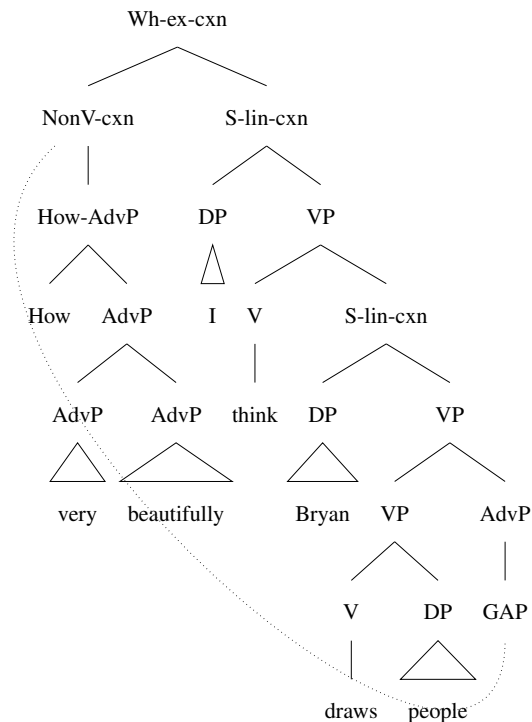 Wh-ex-cxn
NonV-cxn S-lin-cxn
How-AdvP DP VP
How AdvP I V S-lin-cxn
AdvP AdvP think DP VP
very beautifully Bryan VP AdvP
V DP GAP
draws people